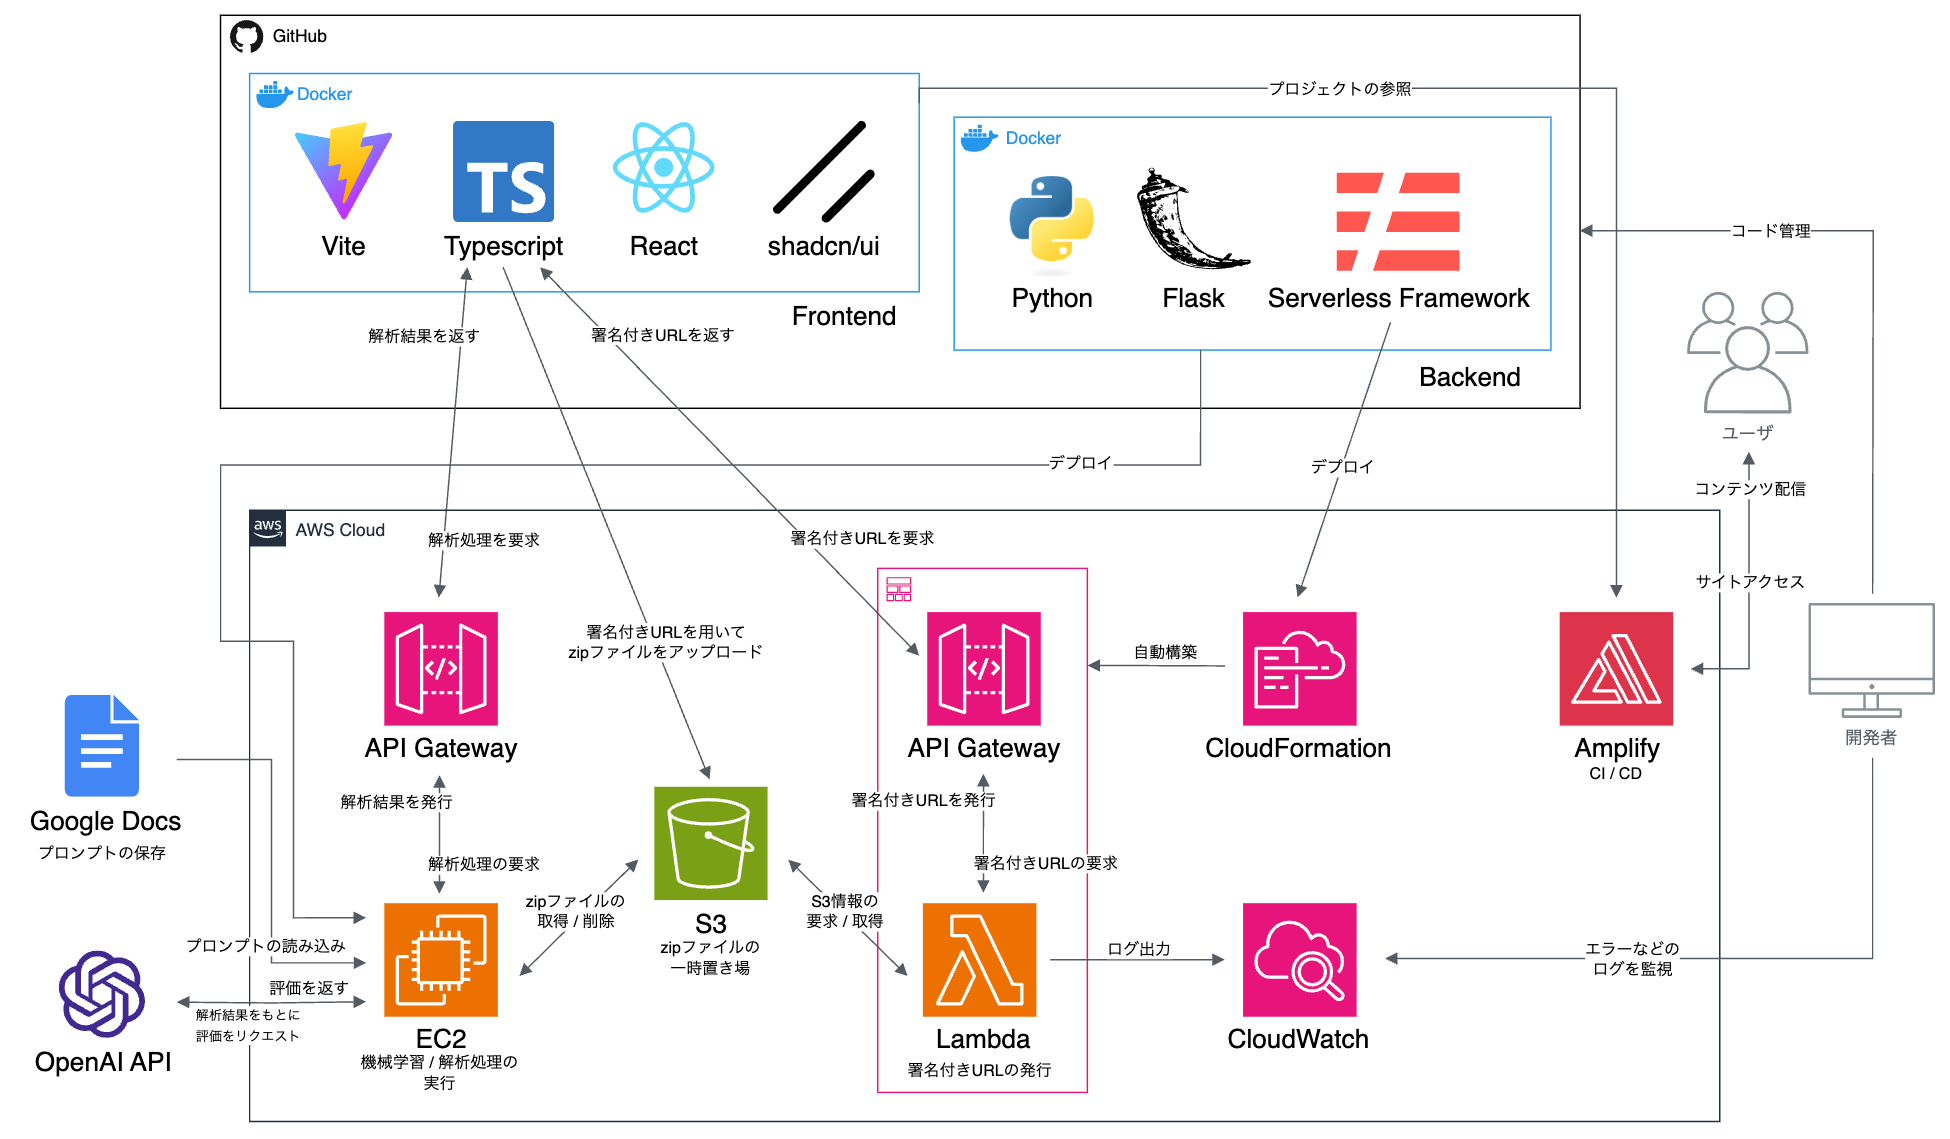 GitHub
Docker
プロジェクトの参照
Docker
TS
Vite
Typescript
React
shadcn/ui
Frontend
Python
Flask
Serverless Framework
Backend
コード管理
解析結果を返す
署名付きURLを返す
ユーザ
デプロイ
デプロイ
コンテンツ配信
aws
AWS Cloud
解析処理を要求
署名付きURLを要求
サイトアクセス
署名付きURLを用いて
zipファイルをアップロード
自動構築
</>
</>
API Gateway
API Gateway
CloudFormation
Amplify
CI / CD
開発者
Google Docs
プロンプトの保存
解析結果を発行
署名付きURLを発行
解析処理の要求
署名付きURLの要求
zipファイルの
取得 / 削除
S3
zipファイルの
一時置き場
S3情報の
要求 / 取得
ログ出力
エラーなどの
ログを監視
プロンプトの読み込み
評価を返す
解析結果をもとに
評価をリクエスト
OpenAI API
EC2
機械学習 / 解析処理の
実行
Lambda
署名付きURLの発行
CloudWatch